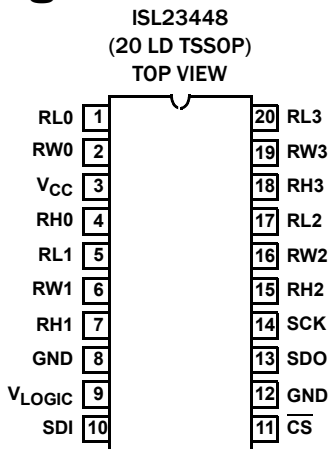 ISL23448
(20 LD TSSOP)
TOP VIEW
RL0 1 20 RL3
RW0 2 19 RW3
VCC 3 18 RH3
RH0 4 17 RL2
RL1 5 16 RW2
RW1 6 15 RH2
RH1 7 14 SCK
GND 8 13 SDO
VLOGIC 9 12 GND
SDI 10 11 C̅S̅